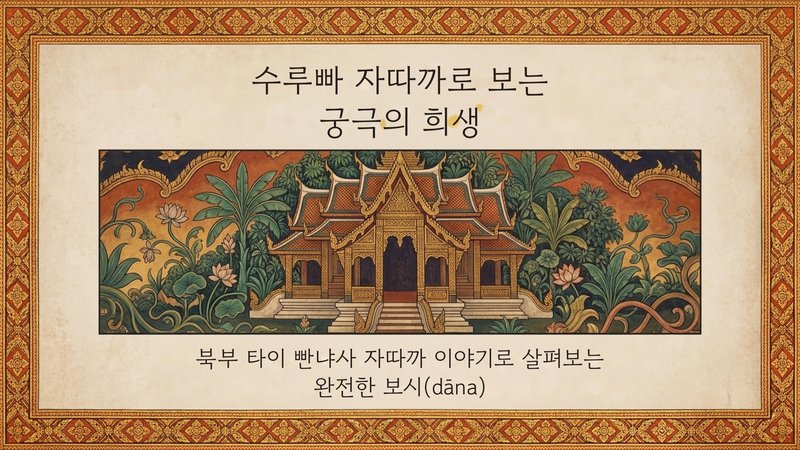 수루빠 자따까로 보는
궁극의 희생
북부 타이 빤냐사 자따까 이야기로 살펴보는
완전한 보시(dāna)